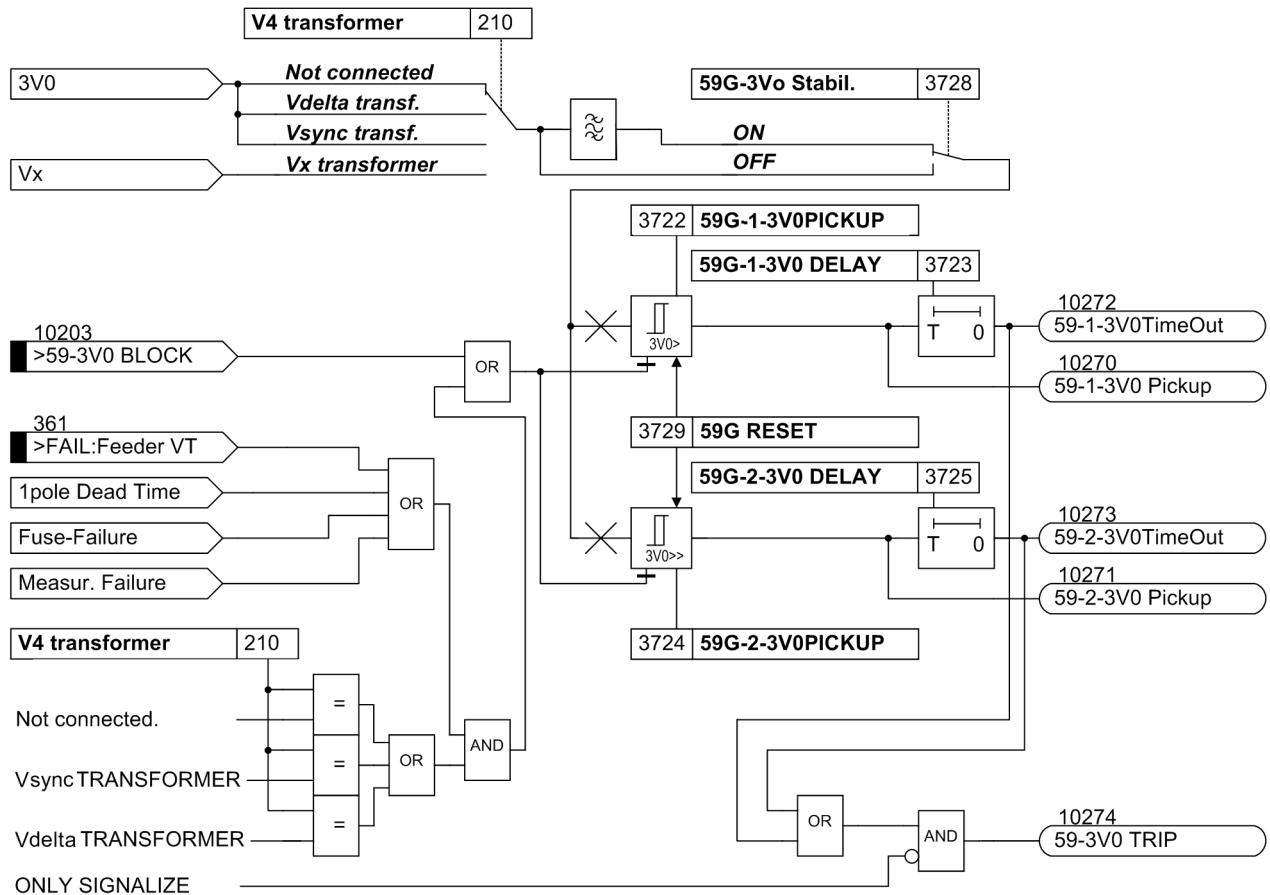 V4 transformer 210
3V0
Not connected
Vdelta transf.
Vsync transf.
Vx transformer
Vx
59G-3Vo Stabil. 3728
ON
OFF
3722 59G-1-3V0PICKUP
59G-1-3V0 DELAY 3723
3V0>
T 0
10272
59-1-3V0TimeOut
10270
59-1-3V0 Pickup
10203
>59-3V0 BLOCK
OR
361
>FAIL:Feeder VT
1pole Dead Time
Fuse-Failure
Measur. Failure
OR
3729 59G RESET
59G-2-3V0 DELAY 3725
3V0>>
T 0
10273
59-2-3V0TimeOut
10271
59-2-3V0 Pickup
3724 59G-2-3V0PICKUP
V4 transformer 210
Not connected.
=
Vsync TRANSFORMER
=
Vdelta TRANSFORMER
=
OR
AND
ONLY SIGNALIZE
OR
AND
10274
59-3V0 TRIP